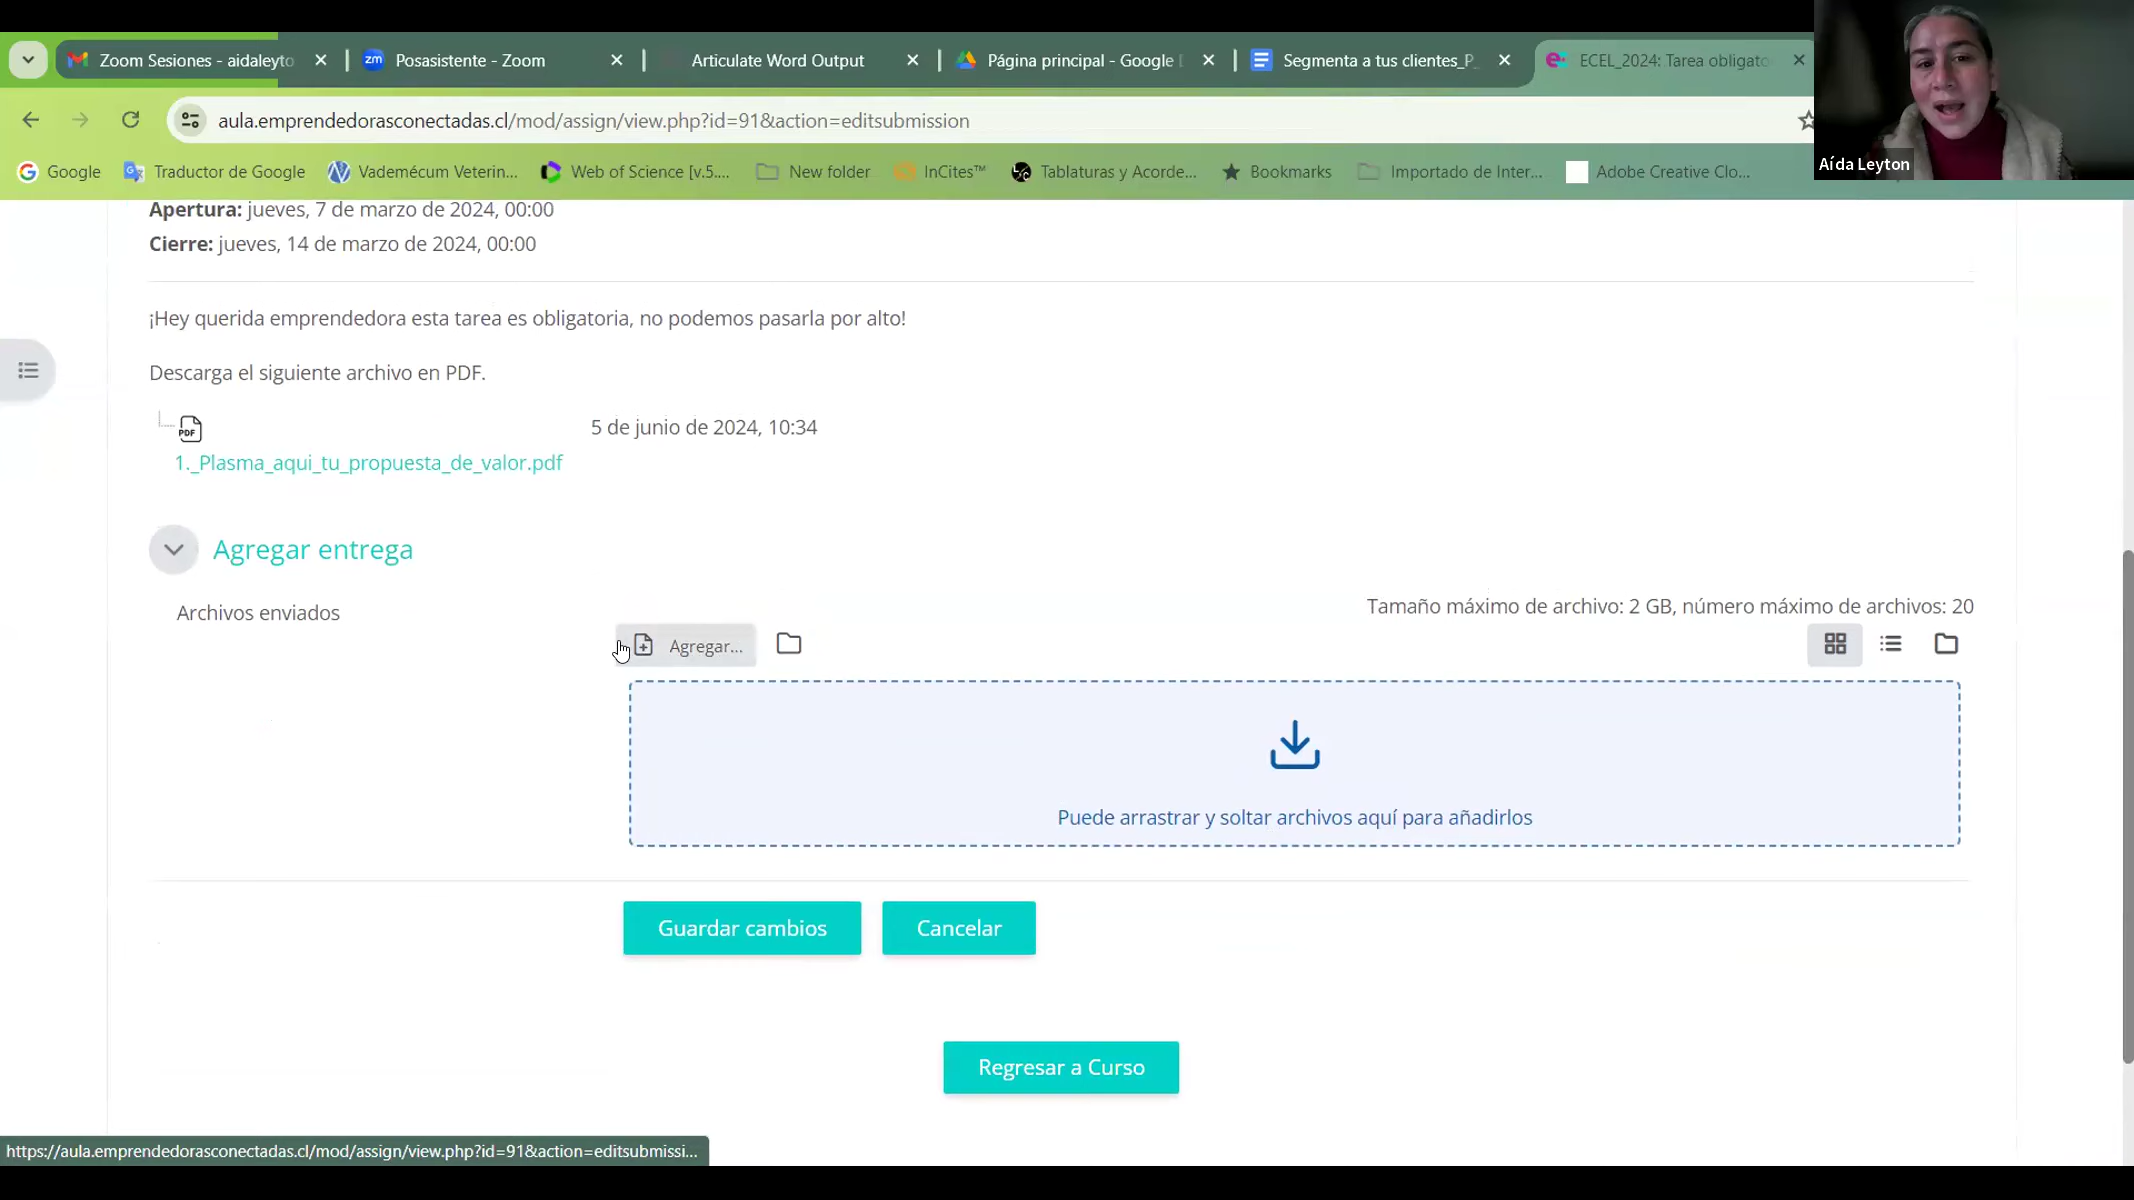 Zoom Sesiones - aidaleyto
Posasistente - Zoom
Articulate Word Output
Página principal - Google
Segmenta a tus clientes_P
ECEL_2024: Tarea obligato
aula.emprendedorasconectadas.cl/mod/assign/view.php?id=91&action=editsubmission
Aída Leyton
Google
Traductor de Google
Vademécum Veterin...
Web of Science [v.5....
New folder
InCites™
Tablaturas y Acorde...
Bookmarks
Importado de Inter...
Adobe Creative Clo...
Apertura: jueves, 7 de marzo de 2024, 00:00
Cierre: jueves, 14 de marzo de 2024, 00:00
¡Hey querida emprendedora esta tarea es obligatoria, no podemos pasarla por alto!
Descarga el siguiente archivo en PDF.
PDF
5 de junio de 2024, 10:34
1._Plasma_aqui_tu_propuesta_de_valor.pdf
Agregar entrega
Archivos enviados
Tamaño máximo de archivo: 2 GB, número máximo de archivos: 20
Agregar...
Puede arrastrar y soltar archivos aquí para añadirlos
Guardar cambios
Cancelar
Regresar a Curso
https://aula.emprendedorasconectadas.cl/mod/assign/view.php?id=91&action=editsubmissi...